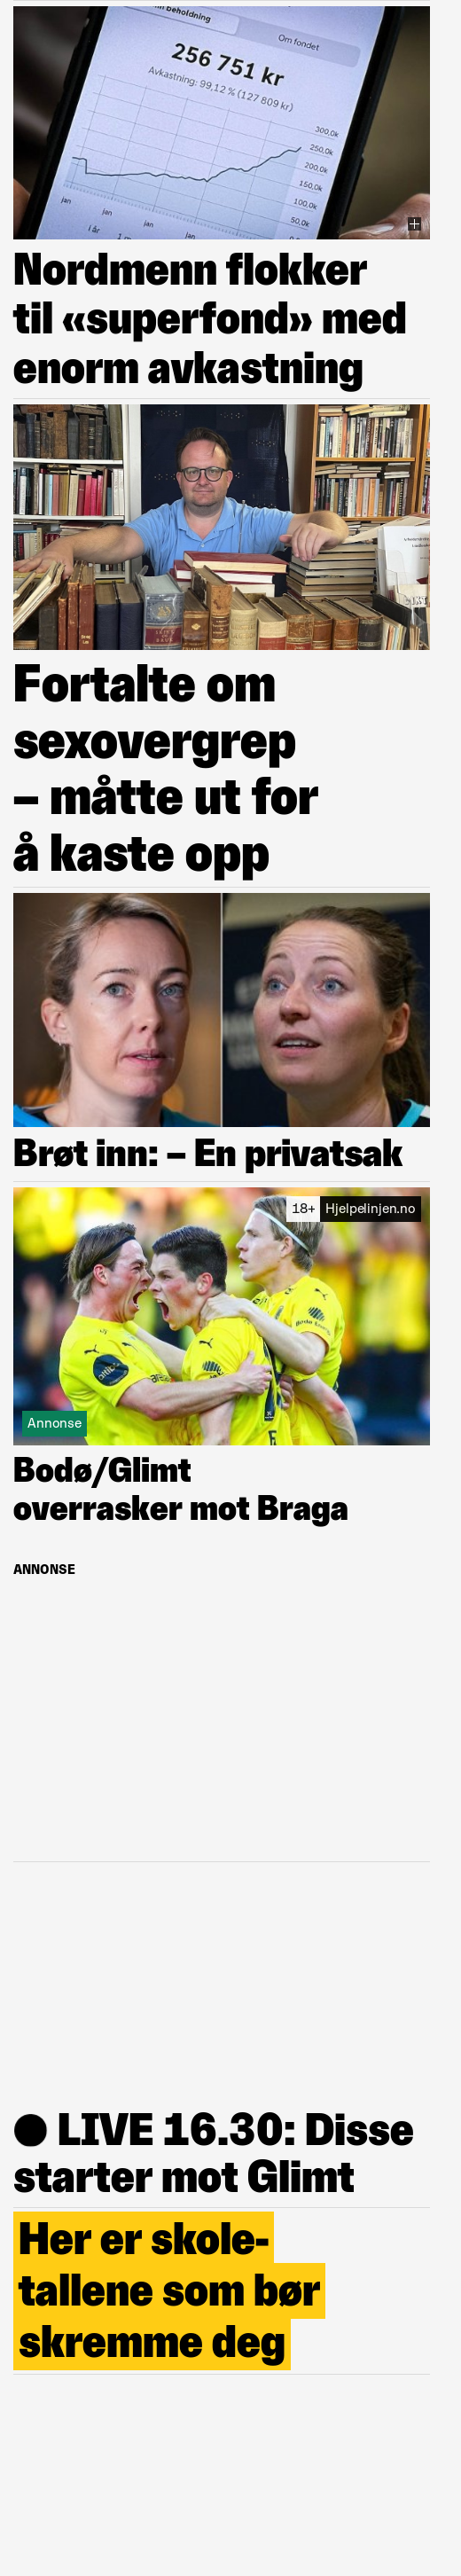 n beholdning
Om fondet
256 751 kr
Avkastning: 99,12 % (127 809 kr)
300,0k
250,0k
200,0k
150,0k
100,0k
50,0k
jan
jan
jan
jan
I år
Nordmenn flokker
til «superfond» med
enorm avkastning
Fortalte om
sexovergrep
– måtte ut for
å kaste opp
Brøt inn: – En privatsak
18+
Hjelpelinjen.no
Annonse
Bodø/Glimt
overrasker mot Braga
ANNONSE
● LIVE 16.30: Disse
starter mot Glimt
Her er skole-
tallene som bør
skremme deg